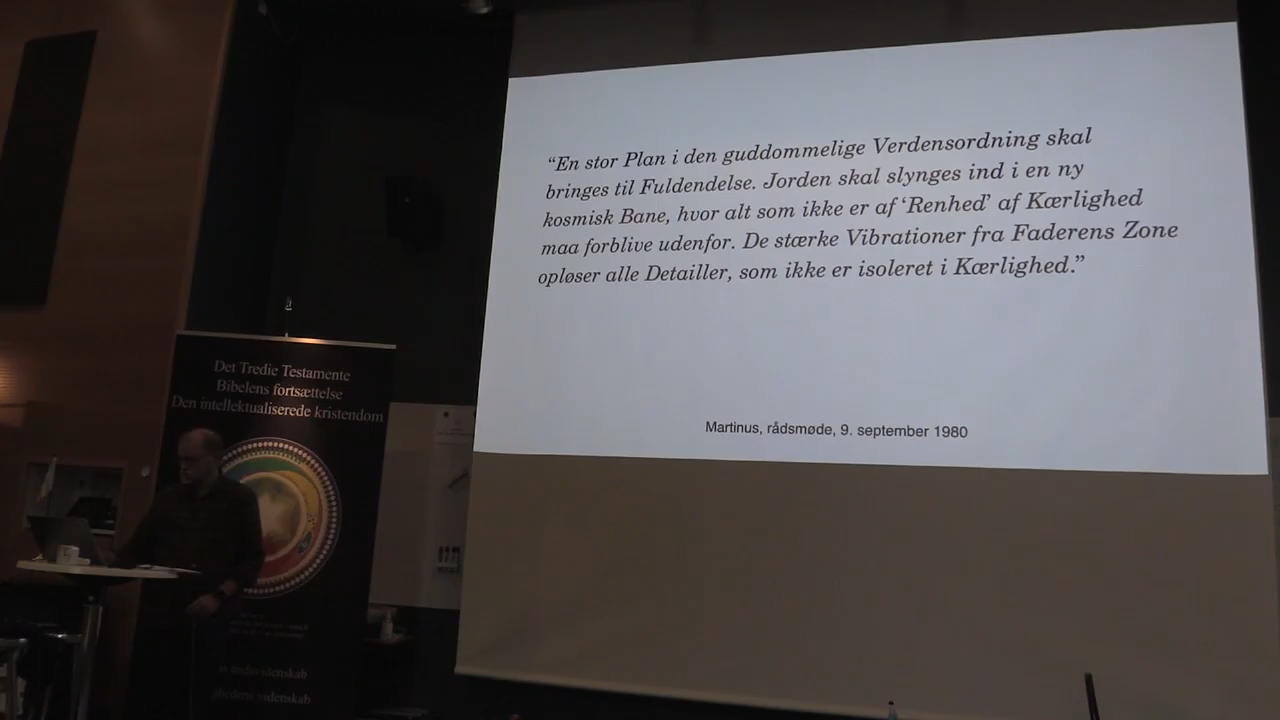 “En stor Plan i den guddommelige Verdensordning skal
bringes til Fuldendelse. Jorden skal slynges ind i en ny
kosmisk Bane, hvor alt som ikke er af ‘Renhed’ af Kærlighed
maa forblive udenfor. De stærke Vibrationer fra Faderens Zone
opløser alle Detailler, som ikke er isoleret i Kærlighed.”
Martinus, rådsmøde, 9. september 1980
Det Tredie Testamente
Bibelens fortsættelse
Den intellektualiserede kristendom
videnskab